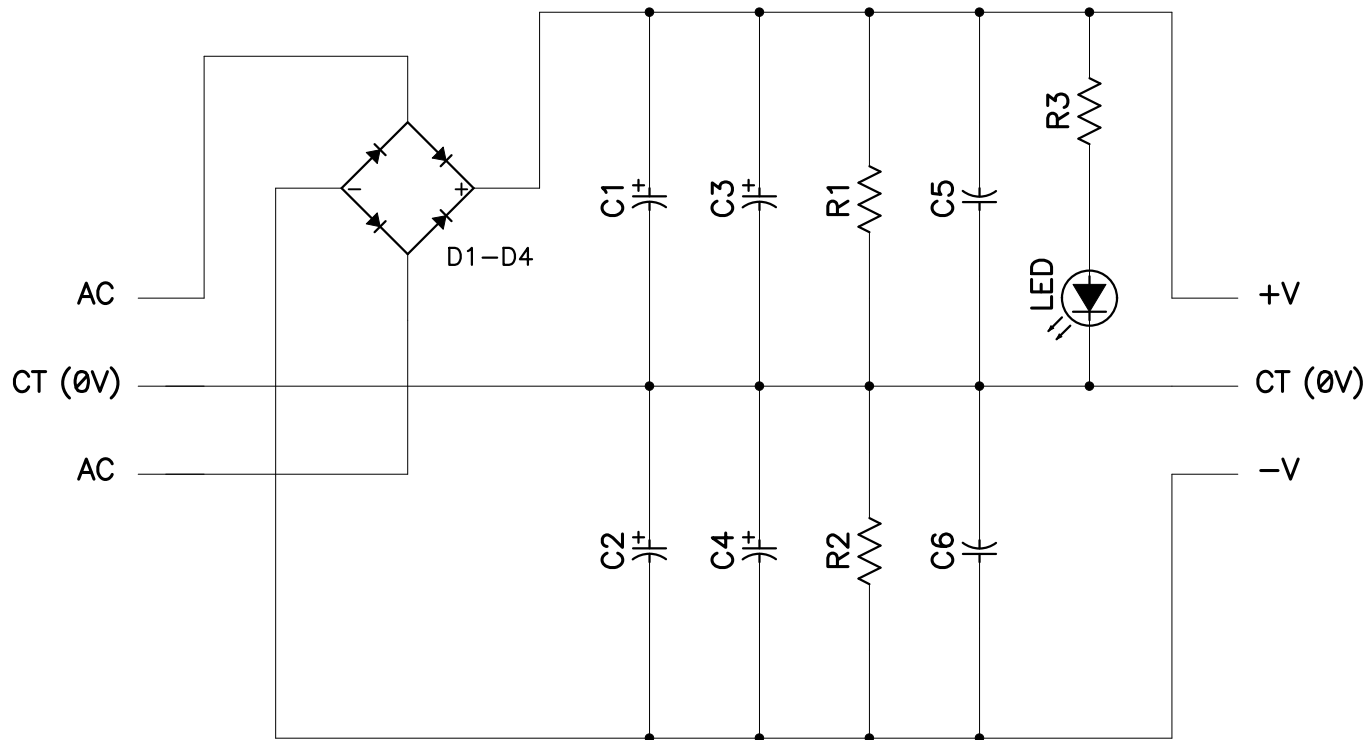 R3
C1
+
C3
+
R1
C5
−
+
D1−D4
LED
AC
+V
CT (0V)
CT (0V)
AC
−V
C2
+
C4
+
R2
C6